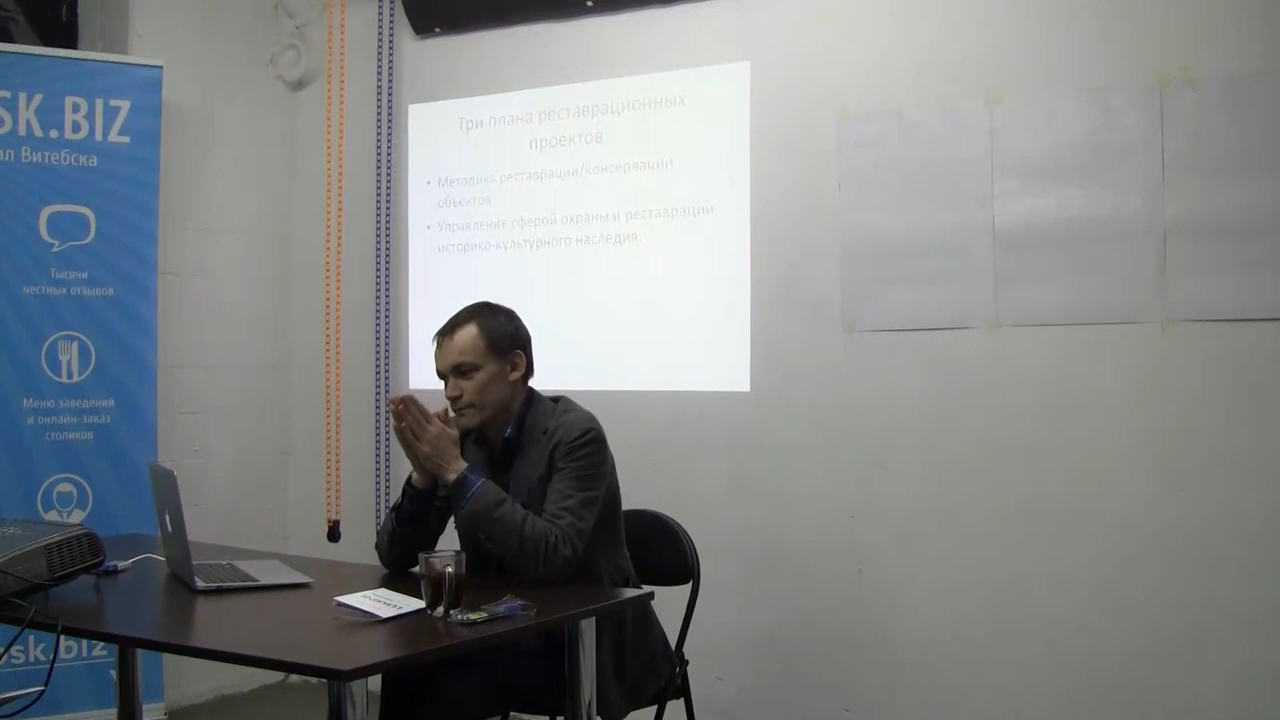 SK.BIZ
ал Витебска
Тысячи
честных отзывов
Меню заведений
и онлайн-заказ
столиков
sk.biz
Три плана реставрационных
проектов
• Методика реставрации/консервации
объектов
• Управление сферой охраны и реставрации
историко-культурного наследия.